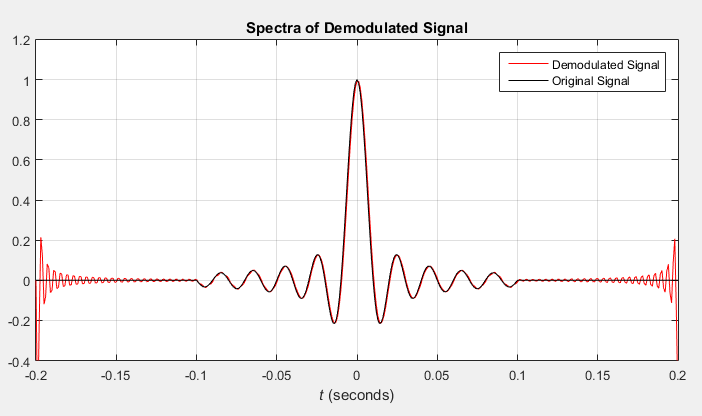 Spectra of Demodulated Signal
1.2
1
0.8
0.6
0.4
0.2
0
-0.2
-0.4
Demodulated Signal
Original Signal
-0.2 -0.15 -0.1 -0.05 0 0.05 0.1 0.15 0.2
t (seconds)